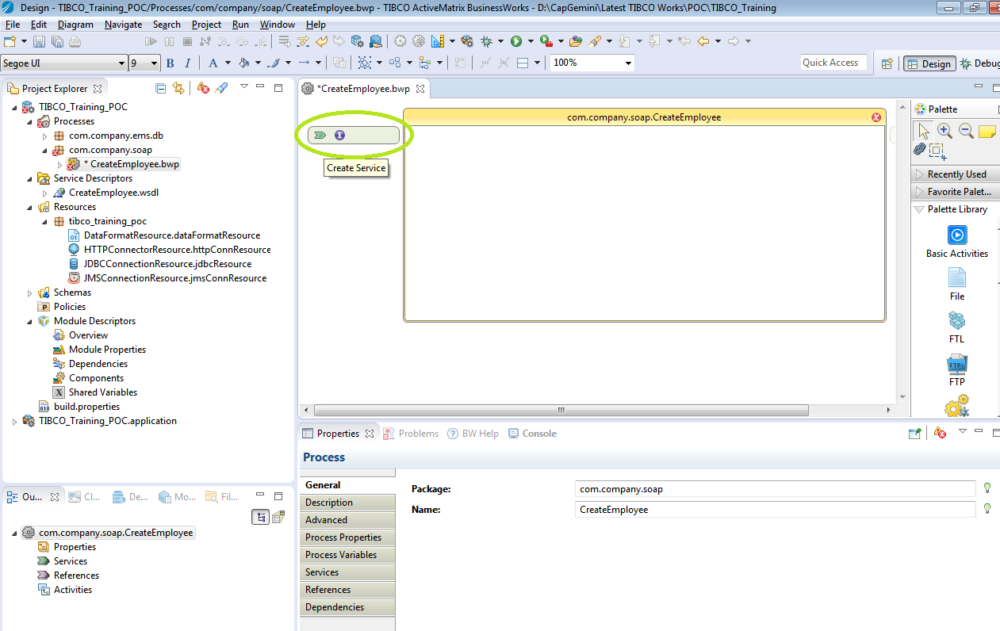 Design - TIBCO_Training_POC/Processes/com/company/soap/CreateEmployee.bwp - TIBCO ActiveMatrix BusinessWorks - D:\CapGemini\Latest TIBCO Works\POC\TIBCO_Training
File Edit Diagram Navigate Search Project Run Window Help
Segoe UI 9 B I A 100% Quick Access Design Debug
Project Explorer
TIBCO_Training_POC
Processes
com.company.ems.db
com.company.soap
* CreateEmployee.bwp
Service Descriptors
CreateEmployee.wsdl
Resources
tibco_training_poc
DataFormatResource.dataFormatResource
HTTPConnectorResource.httpConnResource
JDBCConnectionResource.jdbcResource
JMSConnectionResource.jmsConnResource
Schemas
Policies
Module Descriptors
Overview
Module Properties
Dependencies
Components
Shared Variables
build.properties
TIBCO_Training_POC.application
*CreateEmployee.bwp
com.company.soap.CreateEmployee
Create Service
Palette
Recently Used
Favorite Palet...
Palette Library
Basic Activities
File
FTL
FTP
Ou... Cl... De... Mo... Fil...
com.company.soap.CreateEmployee
Properties
Services
References
Activities
Properties Problems BW Help Console
Process
General
Description
Advanced
Process Properties
Process Variables
Services
References
Dependencies
Package: com.company.soap
Name: CreateEmployee